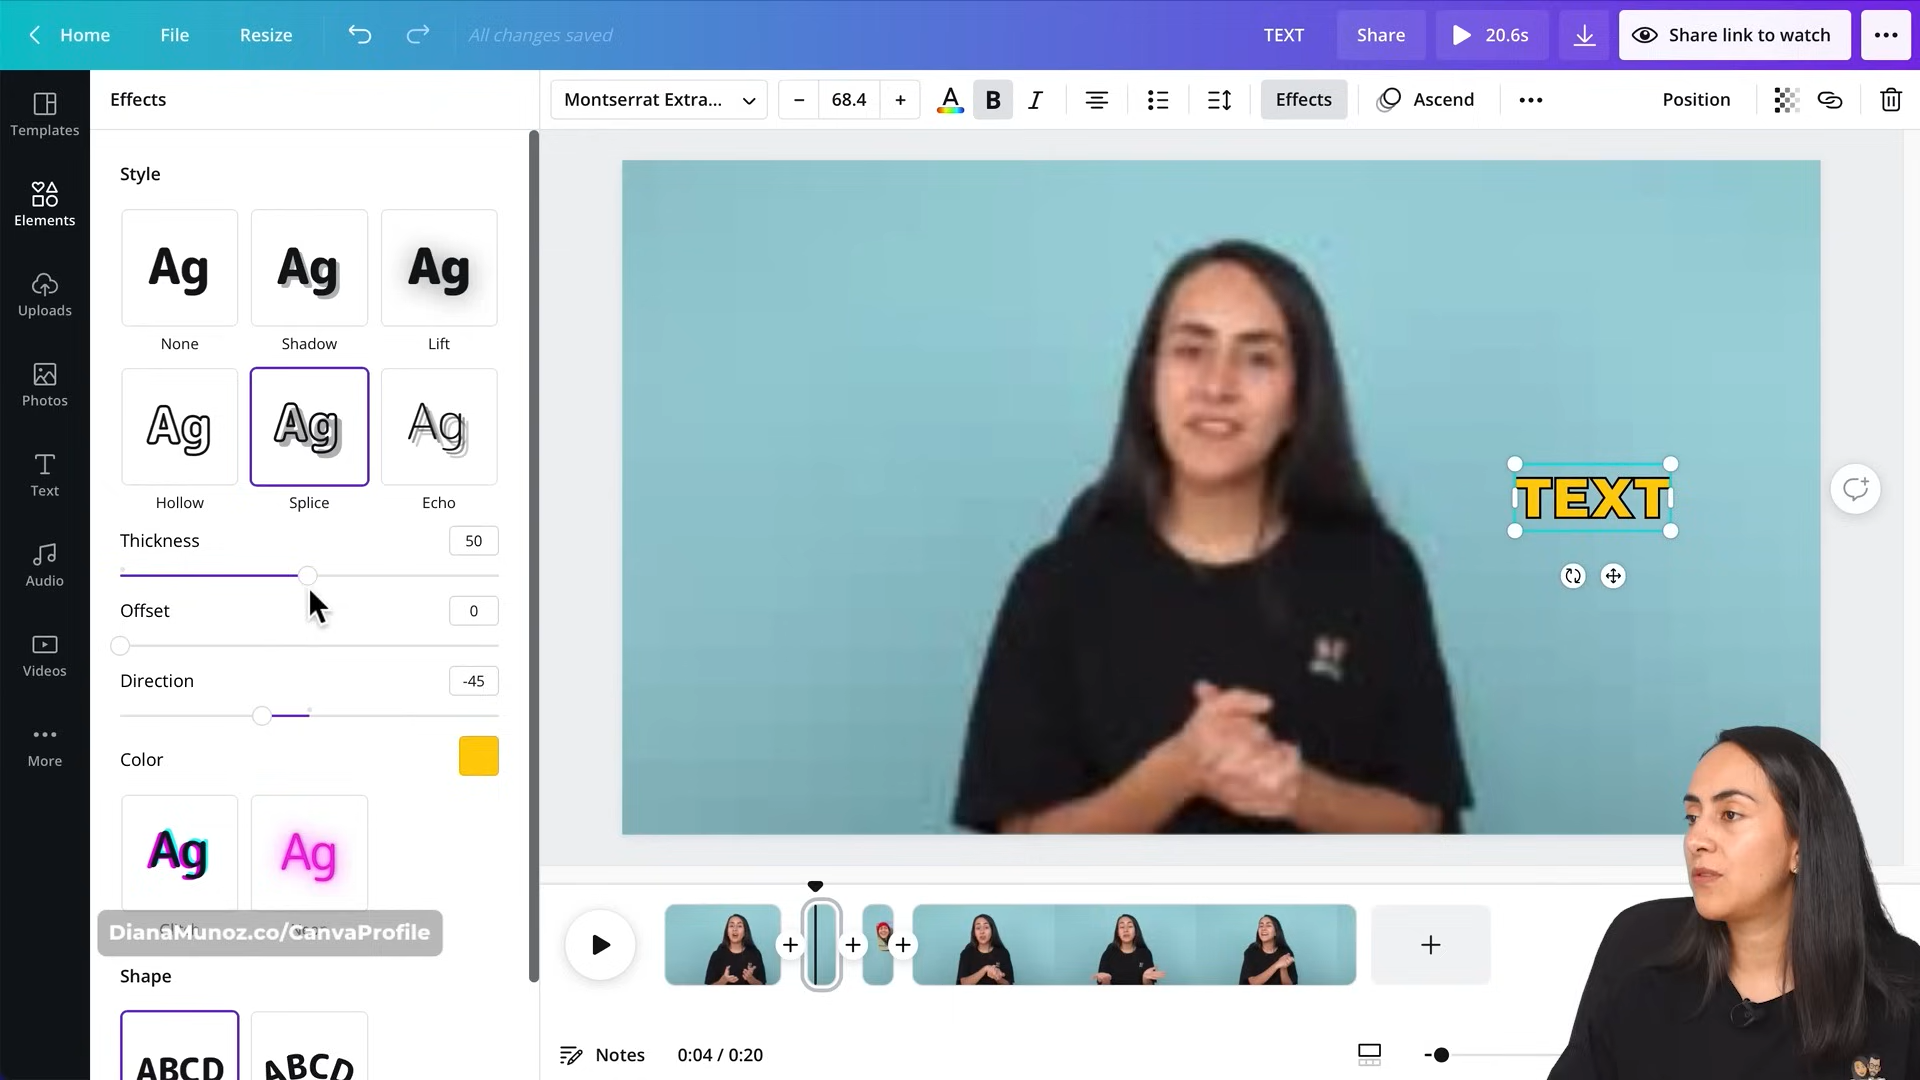 Home File Resize All changes saved TEXT Share 20.6s Share link to watch
Templates
Elements
Uploads
Photos
Text
Audio
Videos
More
Effects
Montserrat Extra... 68.4 A B I Effects Ascend Position
Style
Ag Ag Ag
None Shadow Lift
Ag Ag Ag
Hollow Splice Echo
Thickness 50
Offset 0
Direction -45
Color
Ag Ag
DianaMunoz.co/CanvaProfile
Shape
ABCD ABCD
TEXT
Notes 0:04 / 0:20